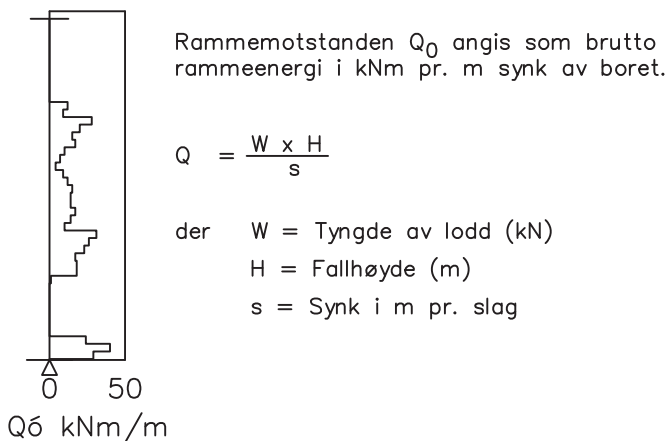 Rammemotstanden Q0 angis som brutto
rammeenergi i kNm pr. m synk av boret.
Q = W x H
s
der W = Tyngde av lodd (kN)
H = Fallhøyde (m)
s = Synk i m pr. slag
0 50
Qó kNm/m